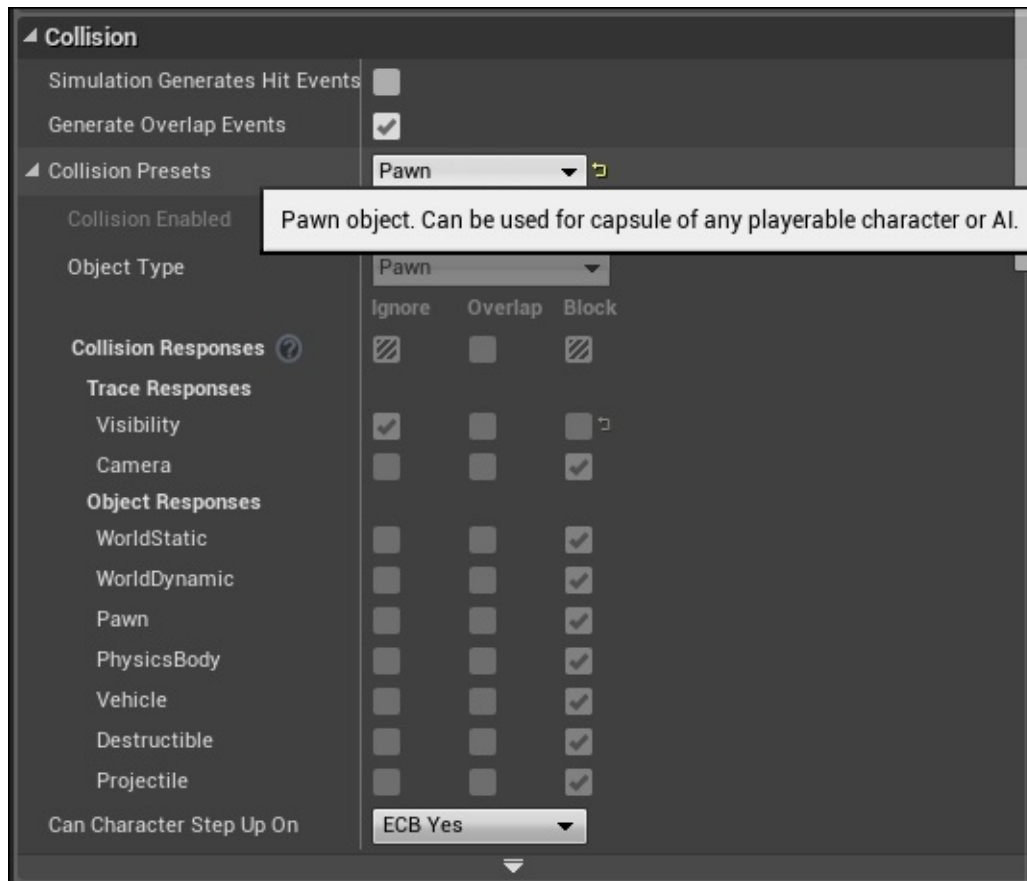 Collision
Simulation Generates Hit Events
Generate Overlap Events
Collision Presets Pawn
Collision Enabled Pawn object. Can be used for capsule of any playerable character or AI.
Object Type Pawn
Ignore Overlap Block
Collision Responses ?
Trace Responses
Visibility
Camera
Object Responses
WorldStatic
WorldDynamic
Pawn
PhysicsBody
Vehicle
Destructible
Projectile
Can Character Step Up On ECB Yes